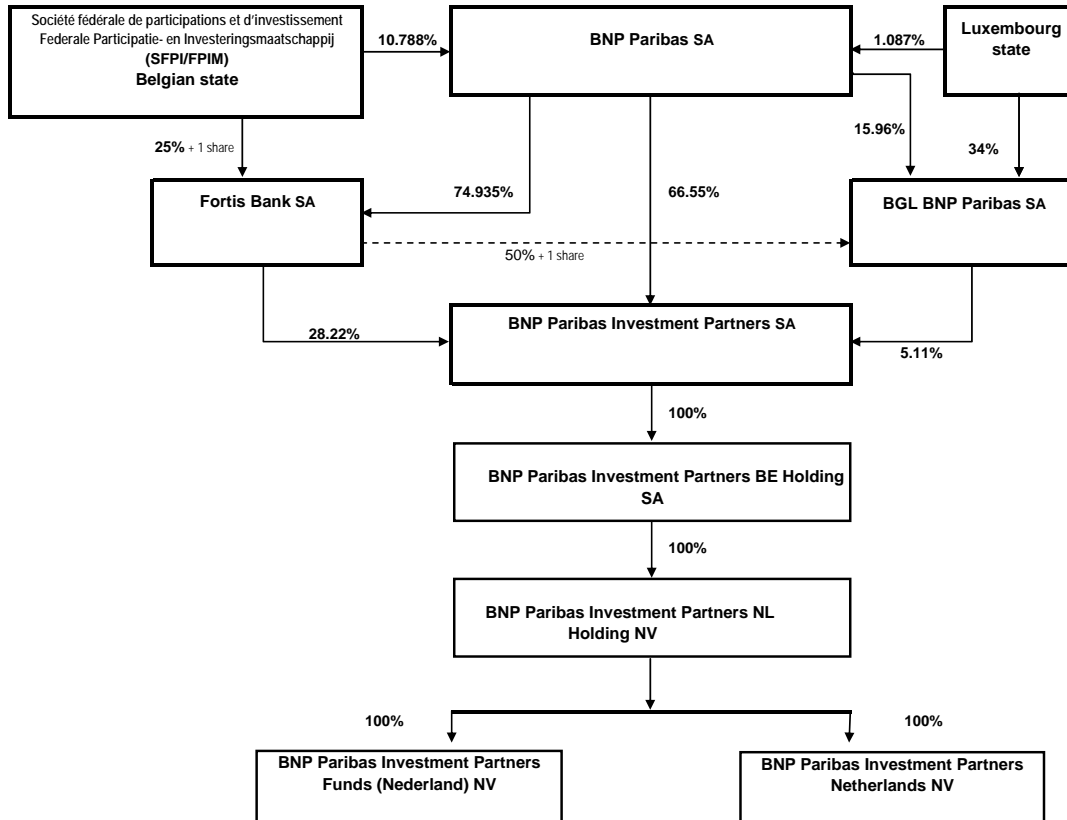 Société fédérale de participations et d'investissement
Federale Participatie- en Investeringsmaatschappij
(SFPI/FPIM)
Belgian state
10.788%
BNP Paribas SA
1.087%
Luxembourg
state
25% + 1 share
15.96%
34%
Fortis Bank SA
74.935%
66.55%
BGL BNP Paribas SA
50% + 1 share
28.22%
BNP Paribas Investment Partners SA
5.11%
100%
BNP Paribas Investment Partners BE Holding
SA
100%
BNP Paribas Investment Partners NL
Holding NV
100%
100%
BNP Paribas Investment Partners
Funds (Nederland) NV
BNP Paribas Investment Partners
Netherlands NV